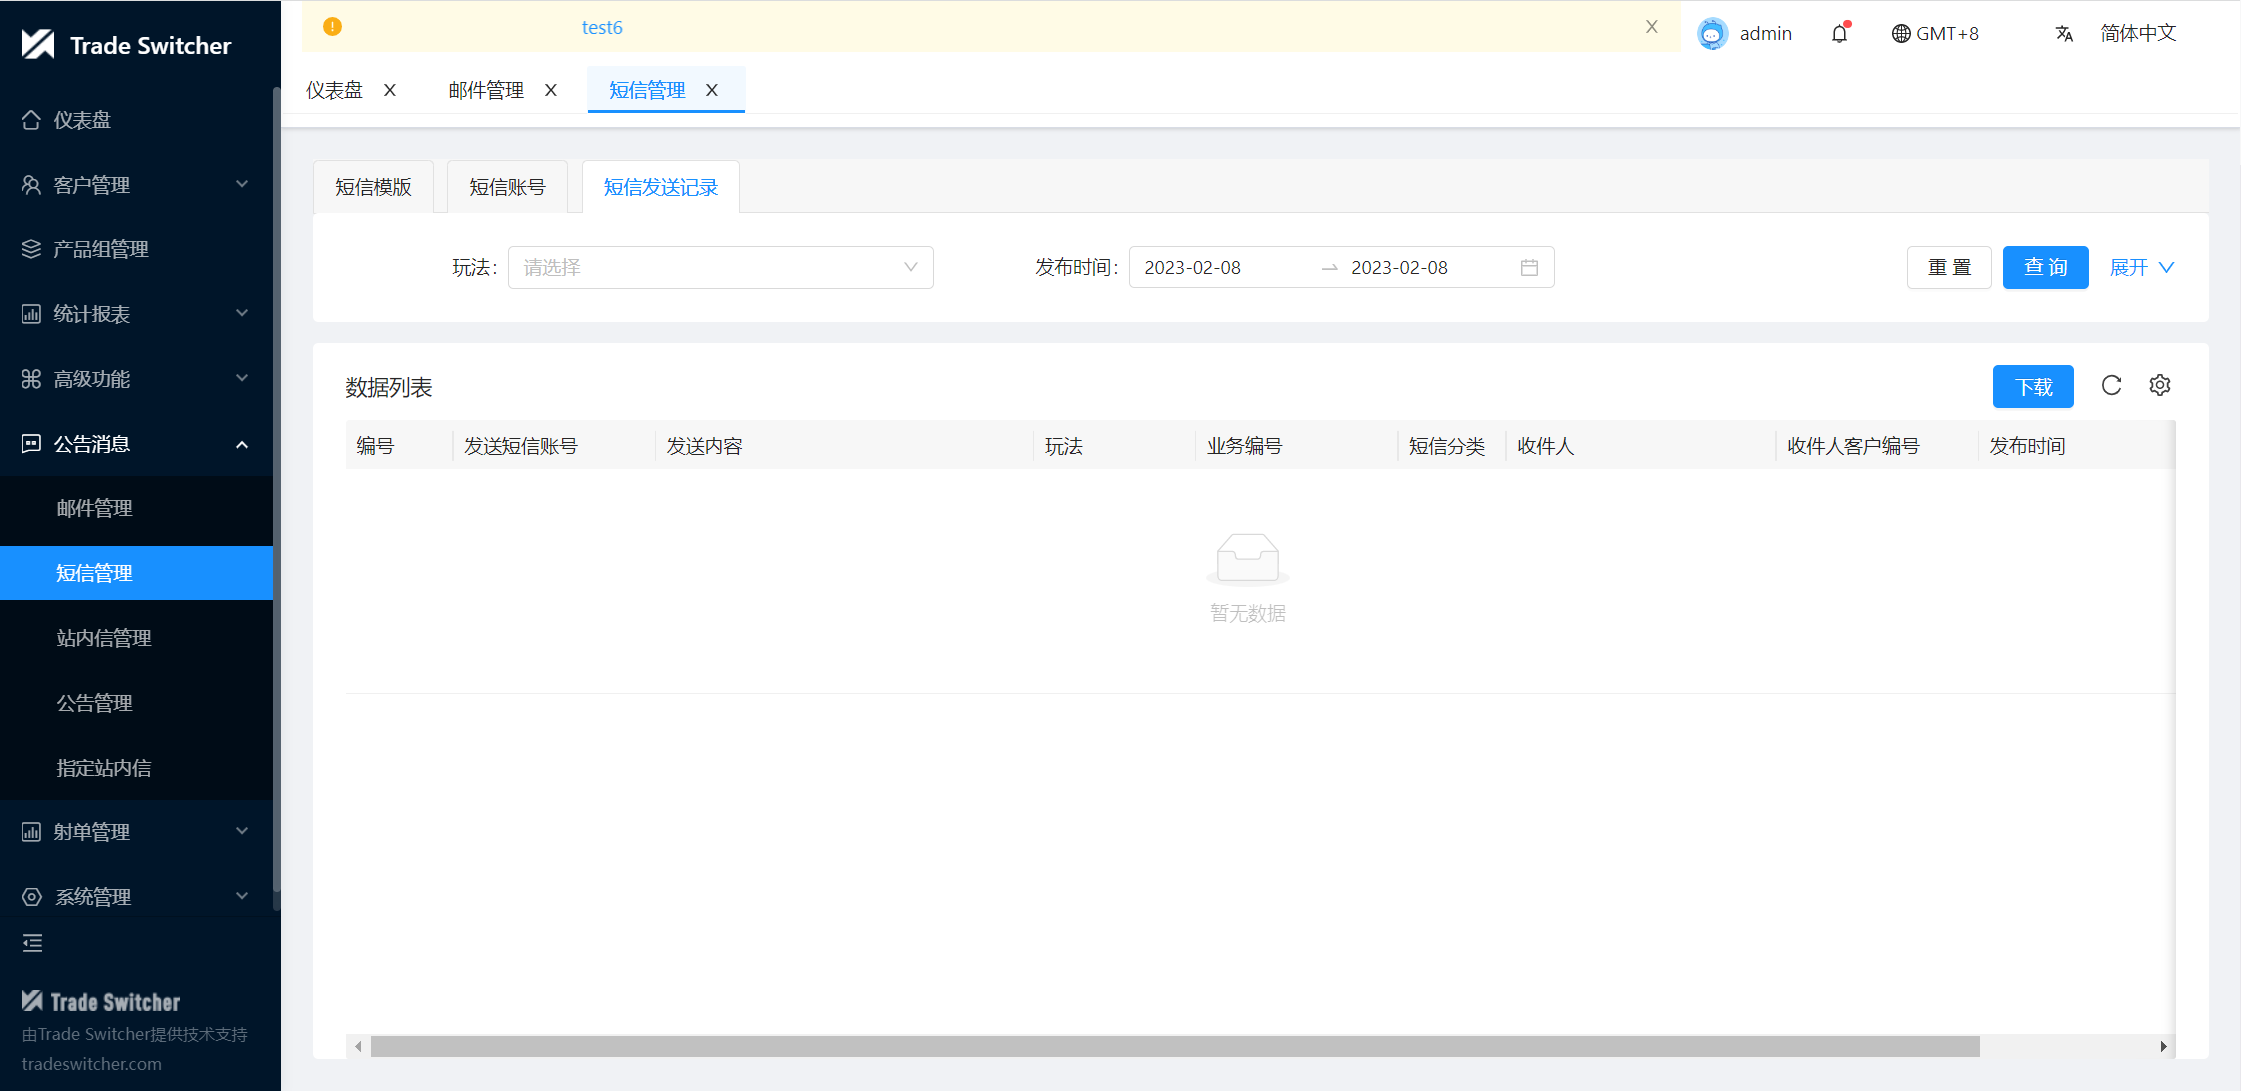 Trade Switcher
test6
X
admin
GMT+8
简体中文
仪表盘 X
邮件管理 X
短信管理 X
仪表盘
客户管理
产品组管理
统计报表
高级功能
公告消息
邮件管理
短信管理
站内信管理
公告管理
指定站内信
射单管理
系统管理
Trade Switcher
由Trade Switcher提供技术支持
tradeswitcher.com
短信模版
短信账号
短信发送记录
玩法: 请选择
发布时间: 2023-02-08 → 2023-02-08
重 置
查 询
展开
数据列表
下载
编号 发送短信账号 发送内容 玩法 业务编号 短信分类 收件人 收件人客户编号 发布时间
暂无数据